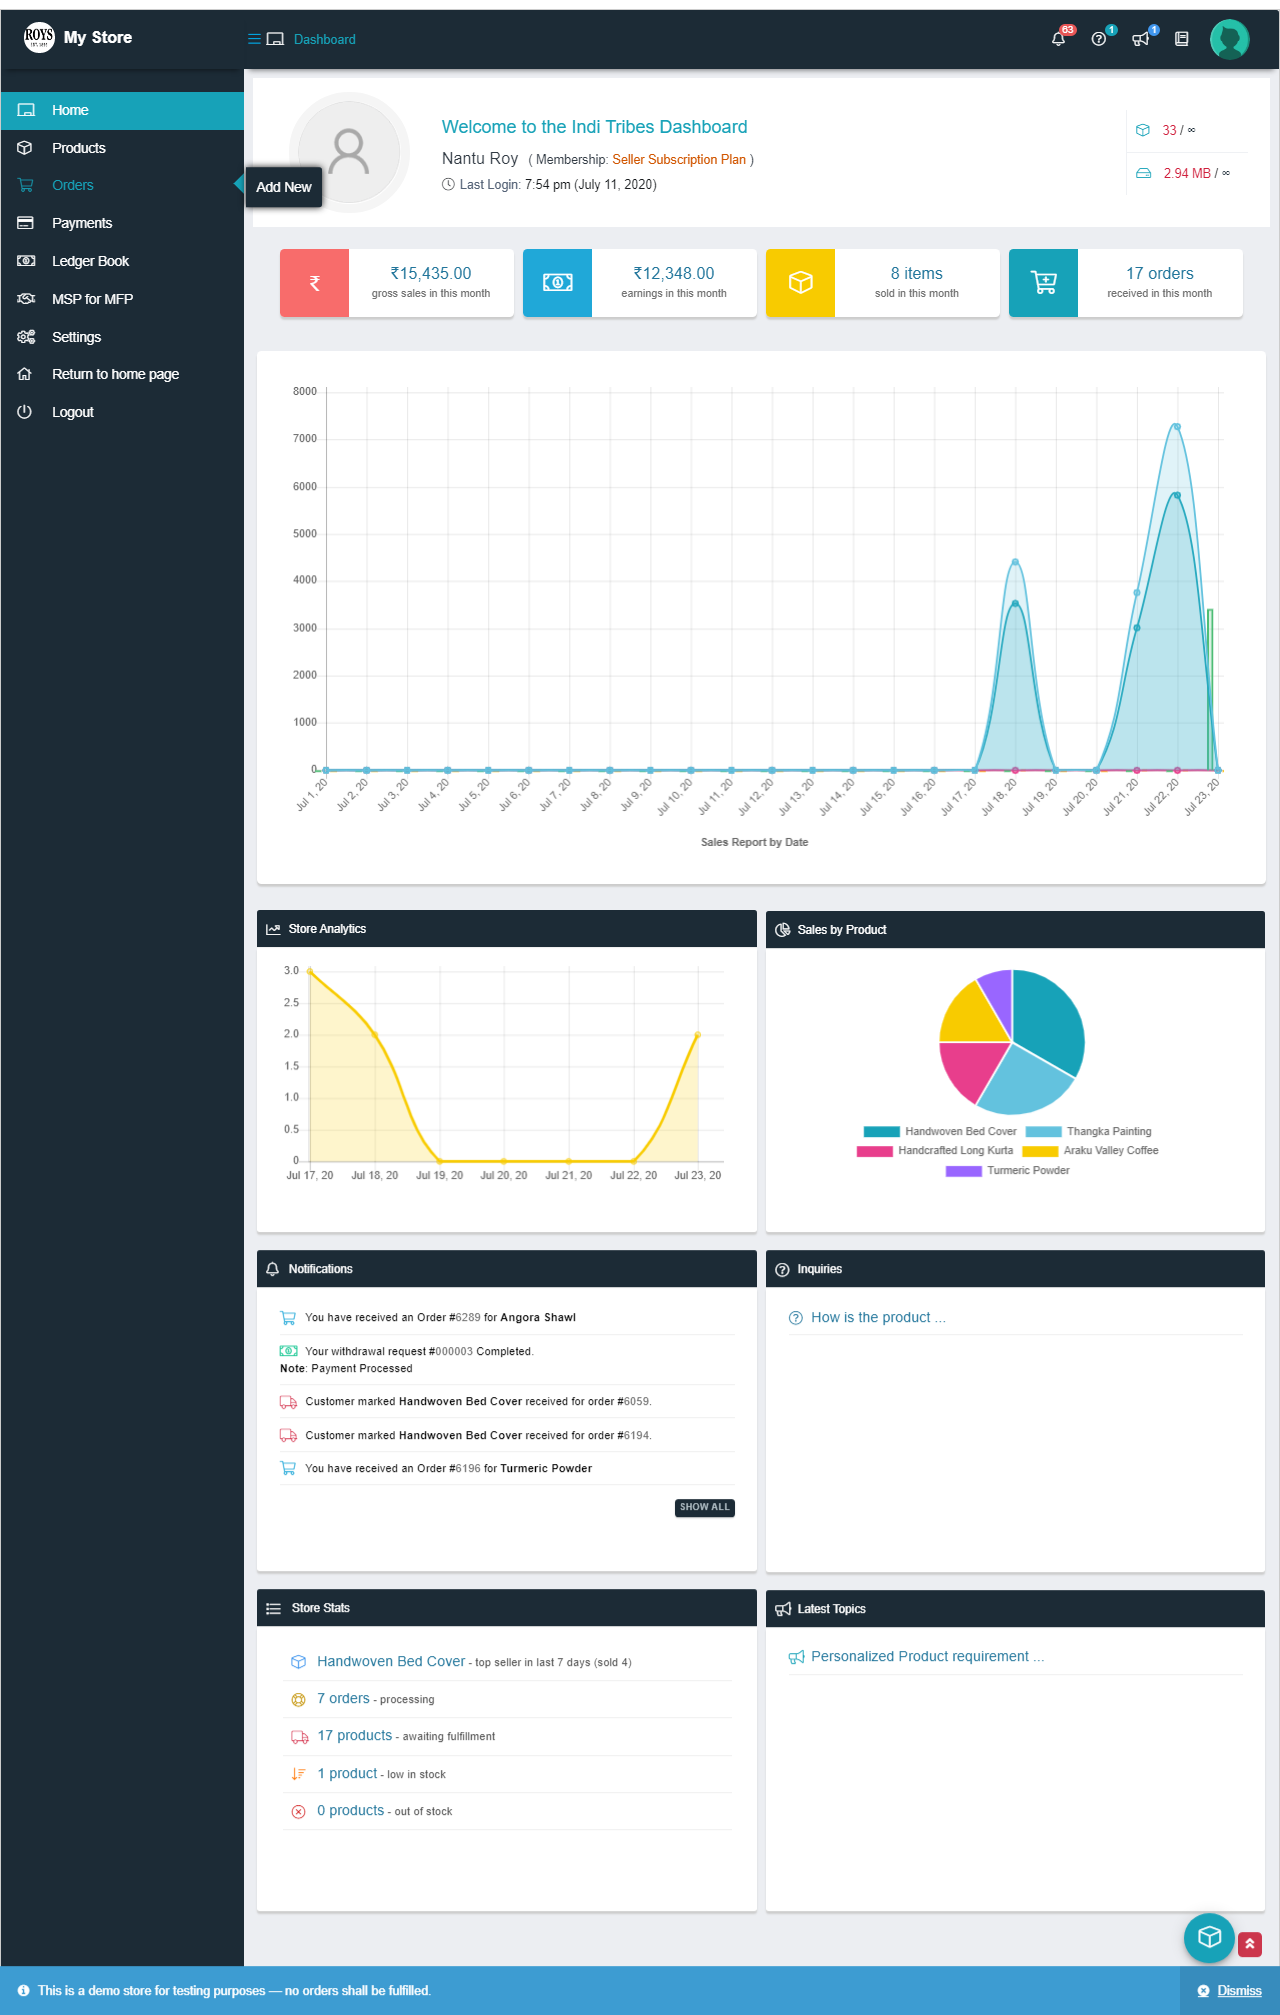 ROYS
My Store
Dashboard
63
1
1
Home
Products
Orders
Add New
Payments
Ledger Book
MSP for MFP
Settings
Return to home page
Logout
Welcome to the Indi Tribes Dashboard
Nantu Roy ( Membership: Seller Subscription Plan )
Last Login: 7:54 pm (July 11, 2020)
33 / ∞
2.94 MB / ∞
₹
₹15,435.00
gross sales in this month
₹12,348.00
earnings in this month
8 items
sold in this month
17 orders
received in this month
8000
7000
6000
5000
4000
3000
2000
1000
0
Jul 1, 20
Jul 2, 20
Jul 3, 20
Jul 4, 20
Jul 5, 20
Jul 6, 20
Jul 7, 20
Jul 8, 20
Jul 9, 20
Jul 10, 20
Jul 11, 20
Jul 12, 20
Jul 13, 20
Jul 14, 20
Jul 15, 20
Jul 16, 20
Jul 17, 20
Jul 18, 20
Jul 19, 20
Jul 20, 20
Jul 21, 20
Jul 22, 20
Jul 23, 20
Sales Report by Date
Store Analytics
3.0
2.5
2.0
1.5
1.0
0.5
0
Jul 17, 20
Jul 18, 20
Jul 19, 20
Jul 20, 20
Jul 21, 20
Jul 22, 20
Jul 23, 20
Sales by Product
Handwoven Bed Cover
Thangka Painting
Handcrafted Long Kurta
Araku Valley Coffee
Turmeric Powder
Notifications
You have received an Order #6289 for Angora Shawl
Your withdrawal request #000003 Completed.
Note: Payment Processed
Customer marked Handwoven Bed Cover received for order #6059.
Customer marked Handwoven Bed Cover received for order #6194.
You have received an Order #6196 for Turmeric Powder
SHOW ALL
Inquiries
How is the product ...
Store Stats
Handwoven Bed Cover - top seller in last 7 days (sold 4)
7 orders - processing
17 products - awaiting fulfillment
1 product - low in stock
0 products - out of stock
Latest Topics
Personalized Product requirement ...
This is a demo store for testing purposes — no orders shall be fulfilled.
Dismiss